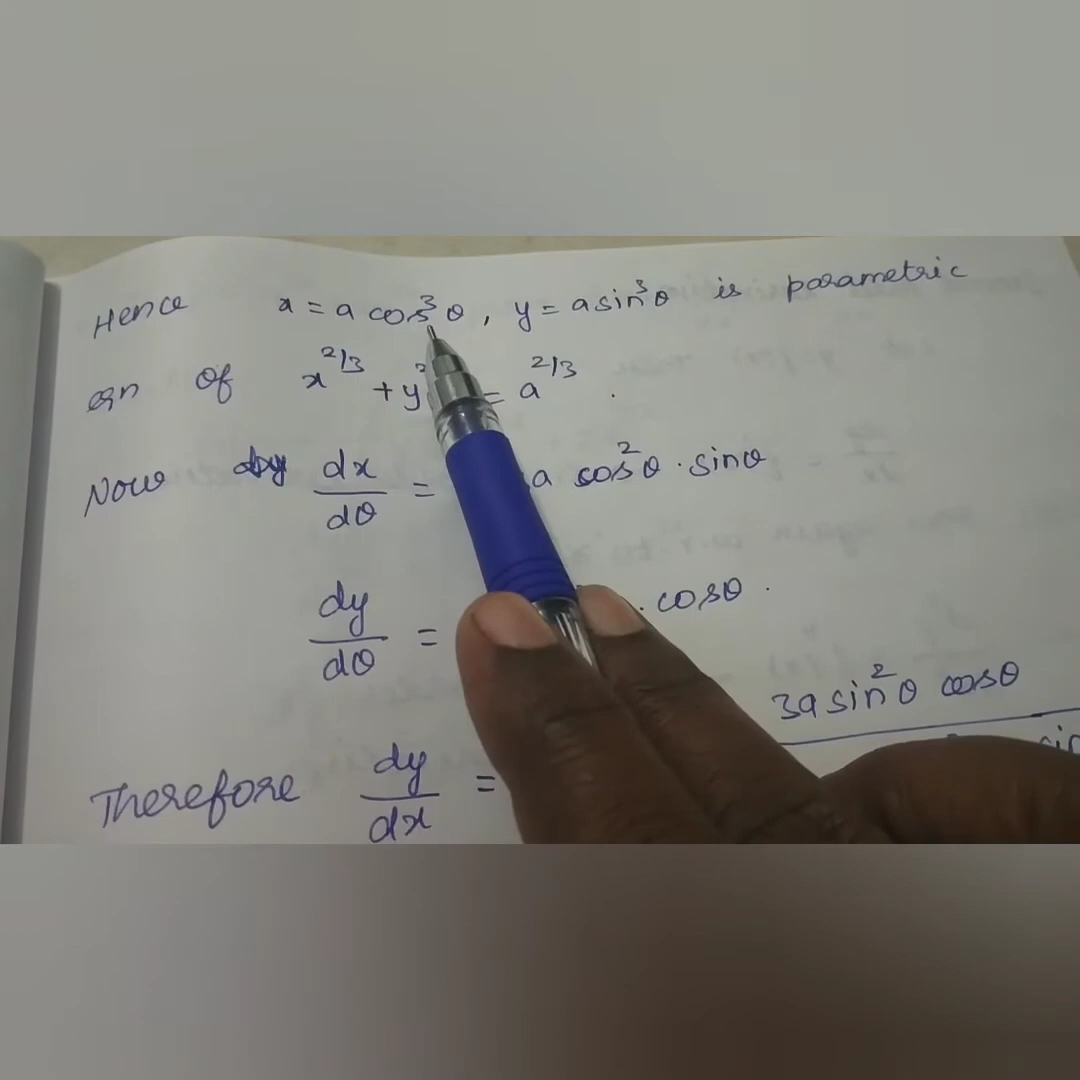 Hence x = a cos³θ, y = a sin³θ is parametric
eqn of x^2/3 + y = a^2/3 .
Now dx/dθ = a cos²θ · sinθ
dy/dθ = . cosθ .
Therefore dy/dx = 3a sin²θ cosθ